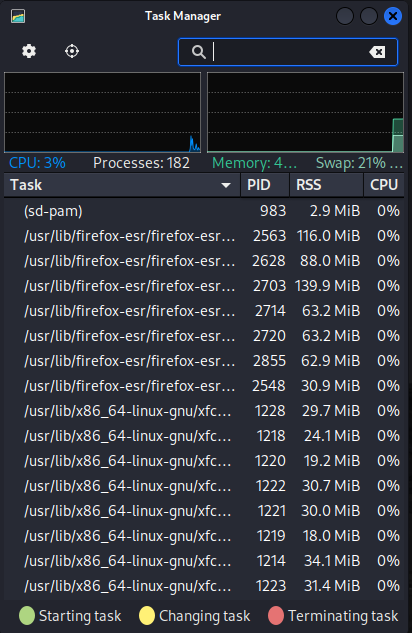 Task Manager
CPU: 3% Processes: 182 Memory: 4... Swap: 21% ...
Task PID RSS CPU
(sd-pam) 983 2.9 MiB 0%
/usr/lib/firefox-esr/firefox-esr... 2563 116.0 MiB 0%
/usr/lib/firefox-esr/firefox-esr... 2628 88.0 MiB 0%
/usr/lib/firefox-esr/firefox-esr... 2703 139.9 MiB 0%
/usr/lib/firefox-esr/firefox-esr... 2714 63.2 MiB 0%
/usr/lib/firefox-esr/firefox-esr... 2720 63.2 MiB 0%
/usr/lib/firefox-esr/firefox-esr... 2855 62.9 MiB 0%
/usr/lib/firefox-esr/firefox-esr... 2548 30.9 MiB 0%
/usr/lib/x86_64-linux-gnu/xfc... 1228 29.7 MiB 0%
/usr/lib/x86_64-linux-gnu/xfc... 1218 24.1 MiB 0%
/usr/lib/x86_64-linux-gnu/xfc... 1220 19.2 MiB 0%
/usr/lib/x86_64-linux-gnu/xfc... 1222 30.7 MiB 0%
/usr/lib/x86_64-linux-gnu/xfc... 1221 30.0 MiB 0%
/usr/lib/x86_64-linux-gnu/xfc... 1219 18.0 MiB 0%
/usr/lib/x86_64-linux-gnu/xfc... 1214 34.1 MiB 0%
/usr/lib/x86_64-linux-gnu/xfc... 1223 31.4 MiB 0%
Starting task Changing task Terminating task